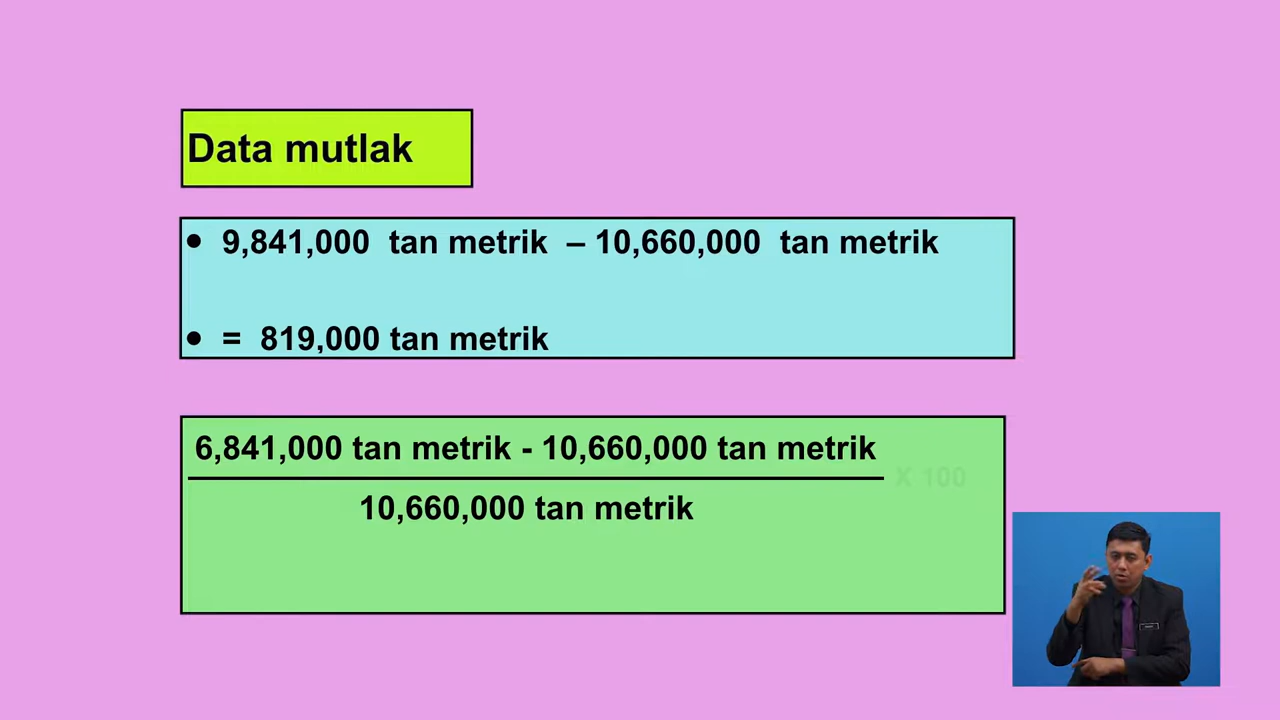 Data mutlak
• 9,841,000 tan metrik – 10,660,000 tan metrik
• = 819,000 tan metrik
6,841,000 tan metrik - 10,660,000 tan metrik
X 100
10,660,000 tan metrik